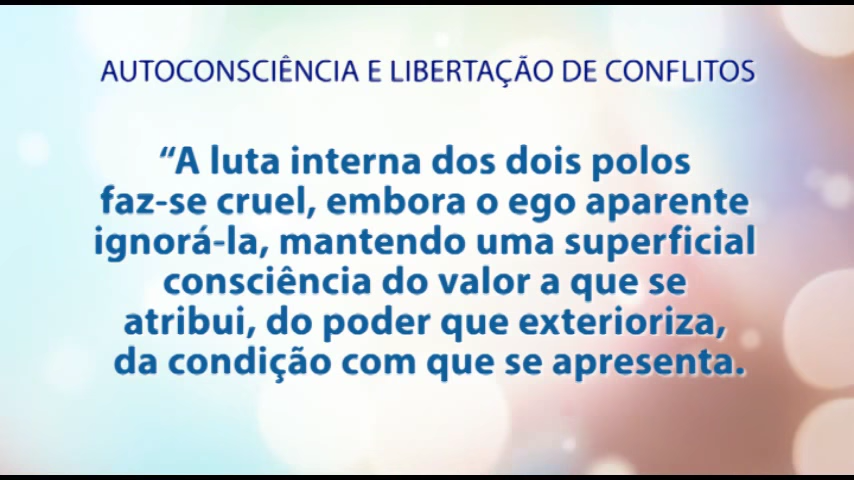 AUTOCONSCIÊNCIA E LIBERTAÇÃO DE CONFLITOS
“A luta interna dos dois polos
faz-se cruel, embora o ego aparente
ignorá-la, mantendo uma superficial
consciência do valor a que se
atribui, do poder que exterioriza,
da condição com que se apresenta.